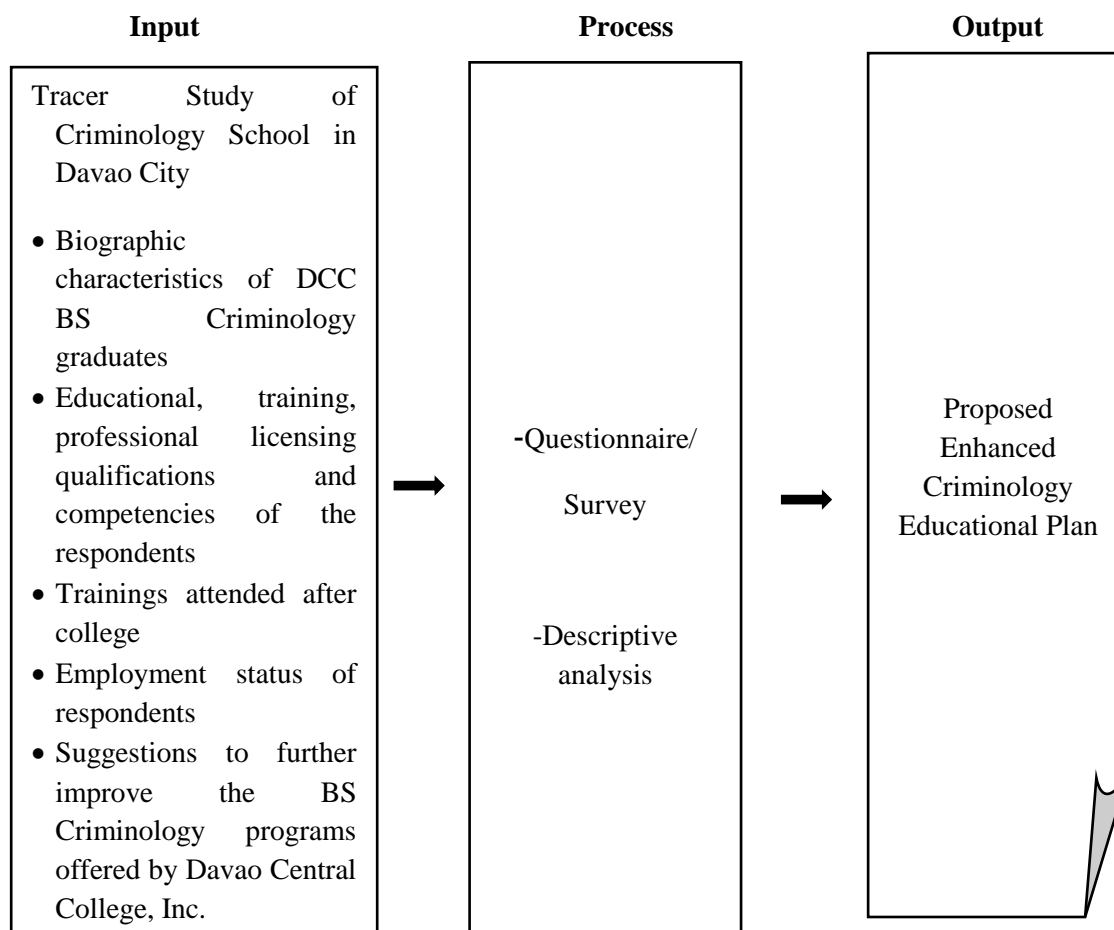 Input
Process
Output
Tracer Study of
Criminology School in
Davao City
• Biographic
characteristics of DCC
BS Criminology
graduates
• Educational, training,
professional licensing
qualifications and
competencies of the
respondents
• Trainings attended after
college
• Employment status of
respondents
• Suggestions to further
improve the BS
Criminology programs
offered by Davao Central
College, Inc.
-Questionnaire/
Survey
-Descriptive
analysis
Proposed
Enhanced
Criminology
Educational Plan